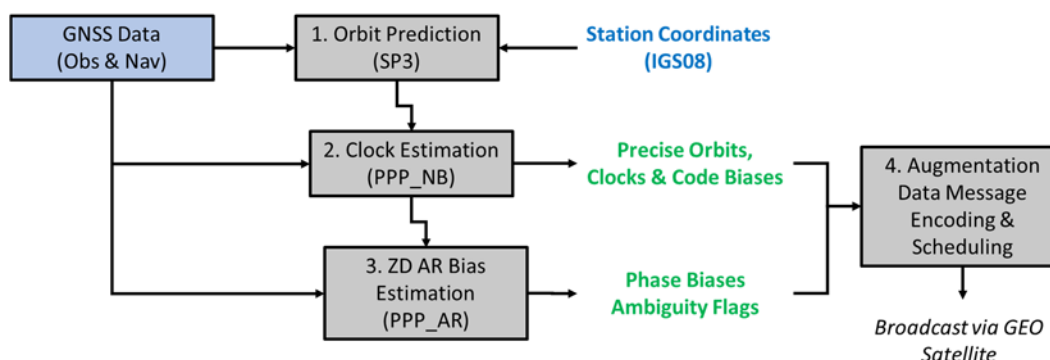 GNSS Data
(Obs & Nav)
1. Orbit Prediction
(SP3)
Station Coordinates
(IGS08)
2. Clock Estimation
(PPP_NB)
Precise Orbits,
Clocks & Code Biases
4. Augmentation
Data Message
Encoding &
Scheduling
3. ZD AR Bias
Estimation
(PPP_AR)
Phase Biases
Ambiguity Flags
Broadcast via GEO
Satellite